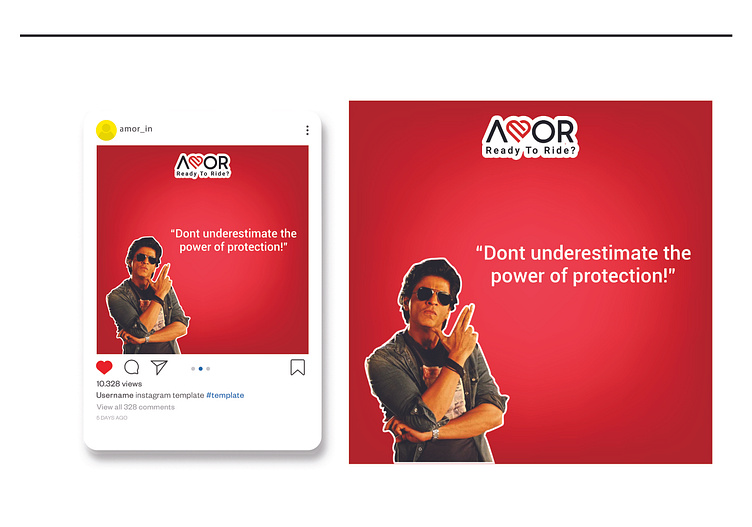 amor_in
AMOR
Ready To Ride?
“Dont underestimate the
power of protection!”
10.328 views
Username instagram template #template
View all 328 comments
5 DAYS AGO
AMOR
Ready To Ride?
“Dont underestimate the
power of protection!”